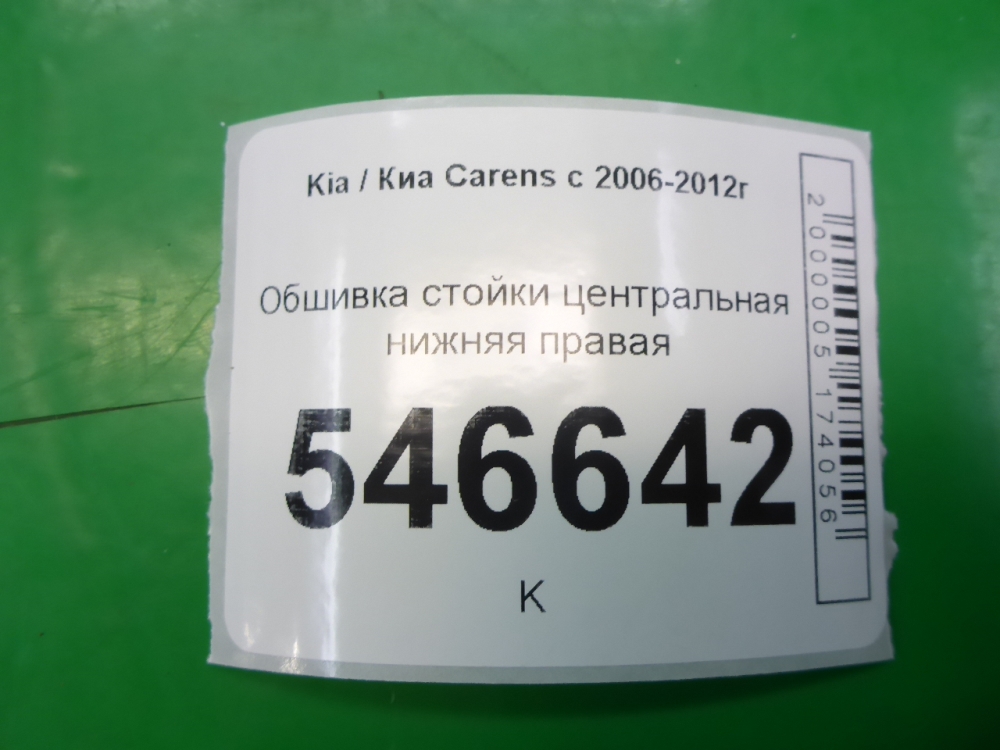 Kia / Киа Carens с 2006-2012г
Обшивка стойки центральная
нижняя правая
546642
К
2000005174056